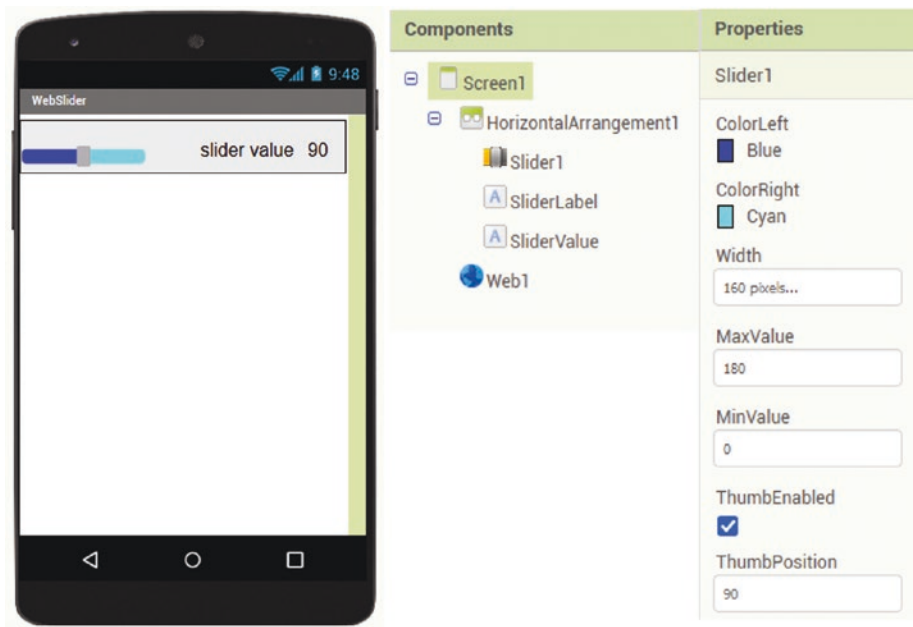 9:48
WebSlider
slider value 90
Components
Screen1
HorizontalArrangement1
Slider1
A SliderLabel
A SliderValue
Web1
Properties
Slider1
ColorLeft
Blue
ColorRight
Cyan
Width
160 pixels...
MaxValue
180
MinValue
0
ThumbEnabled
ThumbPosition
90